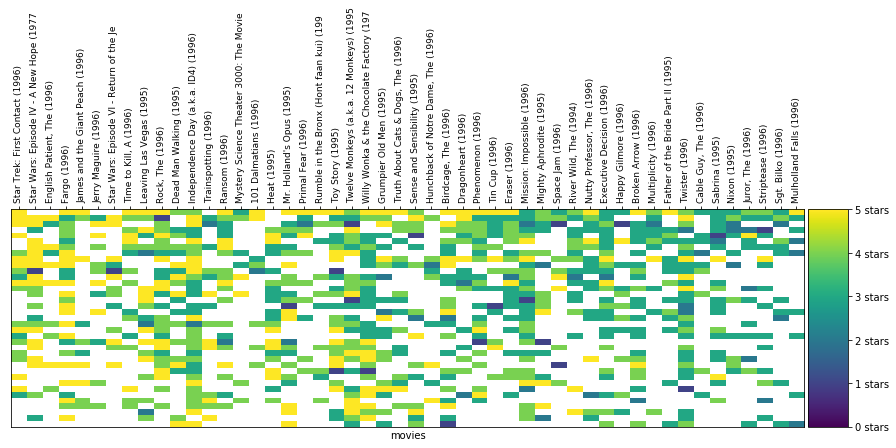 Star Trek: First Contact (1996)
Star Wars: Episode IV - A New Hope (1977
English Patient, The (1996)
Fargo (1996)
James and the Giant Peach (1996)
Jerry Maguire (1996)
Star Wars: Episode VI - Return of the Je
Time to Kill, A (1996)
Leaving Las Vegas (1995)
Rock, The (1996)
Dead Man Walking (1995)
Independence Day (a.k.a. ID4) (1996)
Trainspotting (1996)
Ransom (1996)
Mystery Science Theater 3000: The Movie
101 Dalmatians (1996)
Heat (1995)
Mr. Holland's Opus (1995)
Primal Fear (1996)
Rumble in the Bronx (Hont faan kui) (199
Toy Story (1995)
Twelve Monkeys (a.k.a. 12 Monkeys) (1995
Willy Wonka & the Chocolate Factory (197
Grumpier Old Men (1995)
Truth About Cats & Dogs, The (1996)
Sense and Sensibility (1995)
Hunchback of Notre Dame, The (1996)
Birdcage, The (1996)
Dragonheart (1996)
Phenomenon (1996)
Tin Cup (1996)
Eraser (1996)
Mission: Impossible (1996)
Mighty Aphrodite (1995)
Space Jam (1996)
River Wild, The (1994)
Nutty Professor, The (1996)
Executive Decision (1996)
Happy Gilmore (1996)
Broken Arrow (1996)
Multiplicity (1996)
Father of the Bride Part II (1995)
Twister (1996)
Cable Guy, The (1996)
Sabrina (1995)
Nixon (1995)
Juror, The (1996)
Striptease (1996)
Sgt. Bilko (1996)
Mulholland Falls (1996)
5 stars
4 stars
3 stars
2 stars
1 stars
0 stars
movies